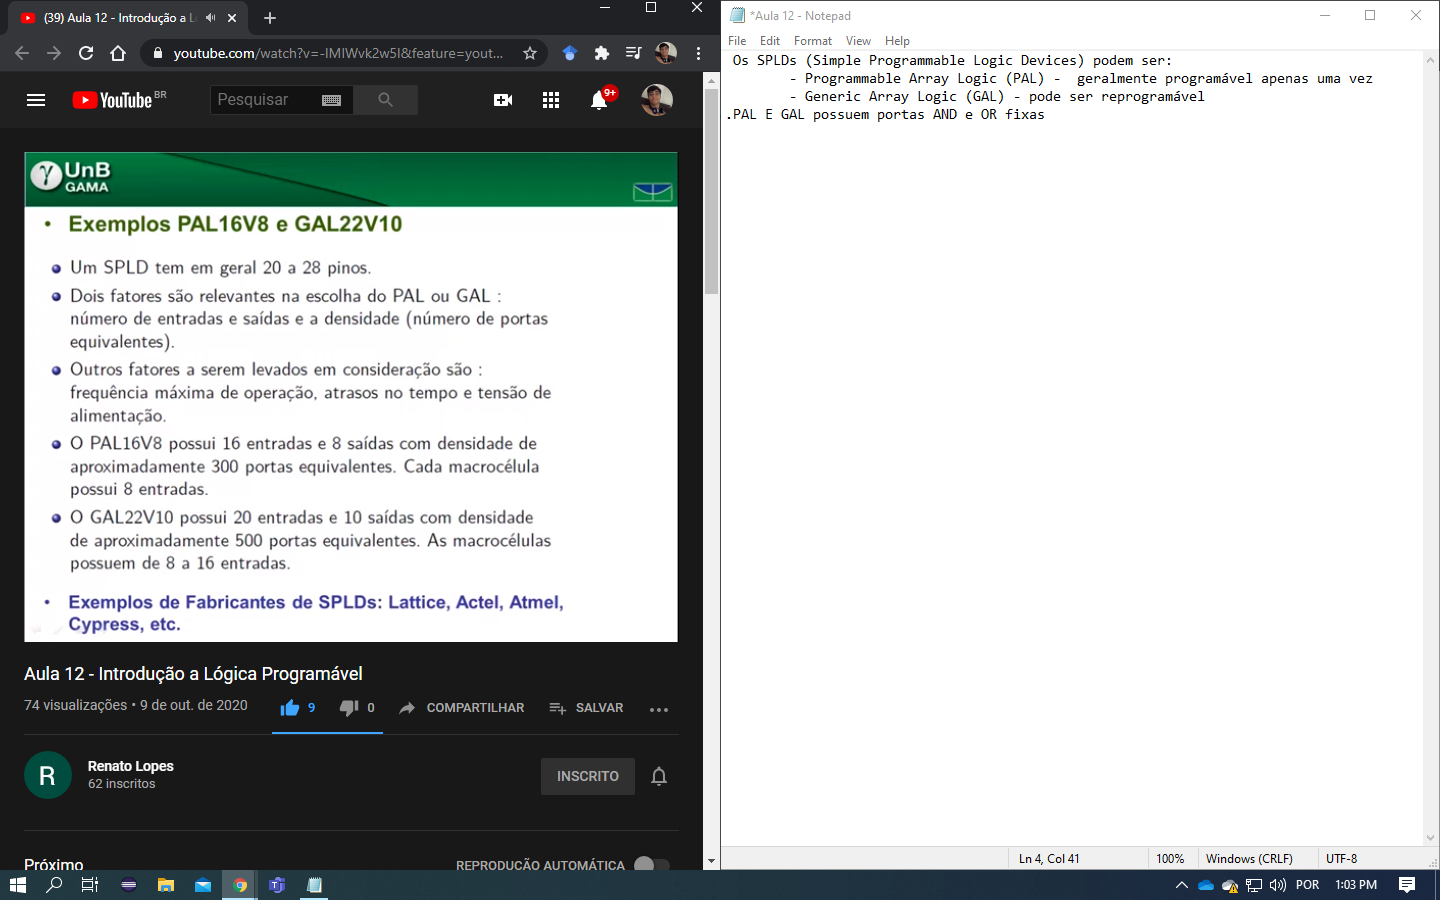 (39) Aula 12 - Introdução a L
youtube.com/watch?v=-IMIWvk2w5I&feature=yout...
YouTube BR
Pesquisar
9+
UnB
GAMA
• Exemplos PAL16V8 e GAL22V10
Um SPLD tem em geral 20 a 28 pinos.
Dois fatores são relevantes na escolha do PAL ou GAL :
número de entradas e saídas e a densidade (número de portas
equivalentes).
Outros fatores a serem levados em consideração são :
frequência máxima de operação, atrasos no tempo e tensão de
alimentação.
O PAL16V8 possui 16 entradas e 8 saídas com densidade de
aproximadamente 300 portas equivalentes. Cada macrocélula
possui 8 entradas.
O GAL22V10 possui 20 entradas e 10 saídas com densidade
de aproximadamente 500 portas equivalentes. As macrocélulas
possuem de 8 a 16 entradas.
• Exemplos de Fabricantes de SPLDs: Lattice, Actel, Atmel,
Cypress, etc.
Aula 12 - Introdução a Lógica Programável
74 visualizações • 9 de out. de 2020
9
0
COMPARTILHAR
SALVAR
R
Renato Lopes
62 inscritos
INSCRITO
Próximo
REPRODUÇÃO AUTOMÁTICA
*Aula 12 - Notepad
File Edit Format View Help
Os SPLDs (Simple Programmable Logic Devices) podem ser:
- Programmable Array Logic (PAL) -  geralmente programável apenas uma vez
- Generic Array Logic (GAL) - pode ser reprogramável
.PAL E GAL possuem portas AND e OR fixas
Ln 4, Col 41
100%
Windows (CRLF)
UTF-8
POR
1:03 PM